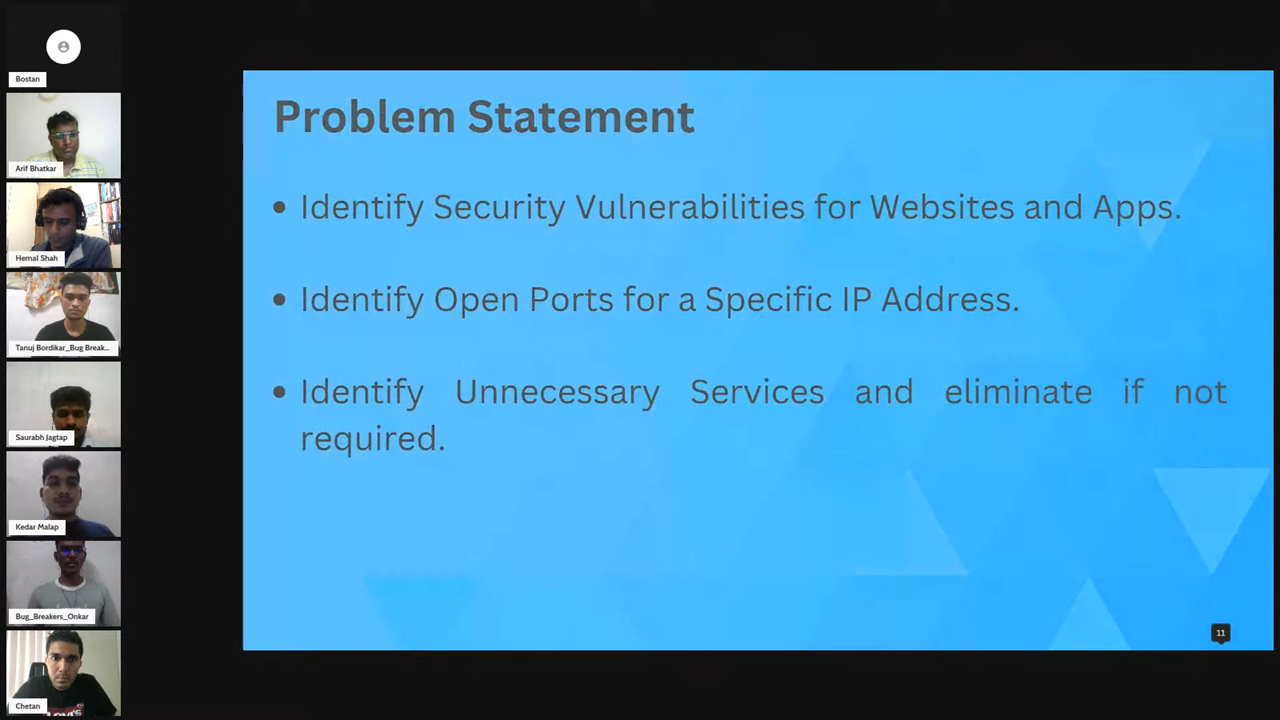 Bostan
Arif Bhatkar
Hemal Shah
Tanuj Bordikar_Bug Break...
Saurabh Jagtap
Kedar Malap
Bug_Breakers_Onkar
Chetan
Problem Statement
• Identify Security Vulnerabilities for Websites and Apps.
• Identify Open Ports for a Specific IP Address.
• Identify Unnecessary Services and eliminate if not
required.
11